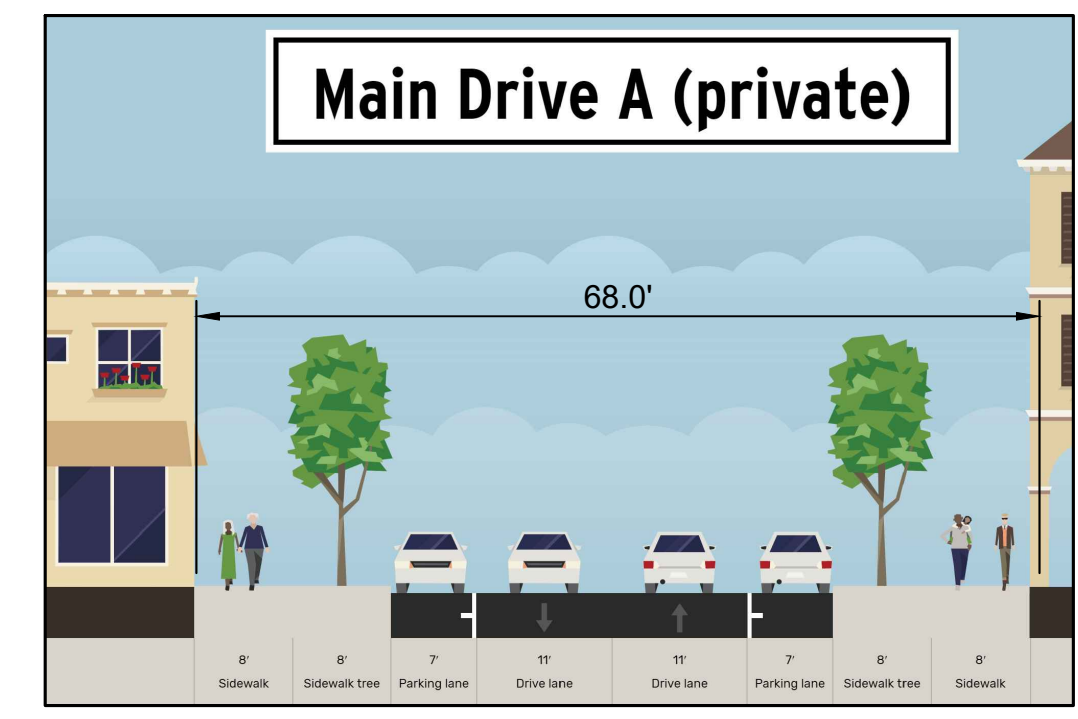 Main Drive A (private)
68.0'
8′ 8′ 7′ 11′ 11′ 7′ 8′ 8′
Sidewalk Sidewalk tree Parking lane Drive lane Drive lane Parking lane Sidewalk tree Sidewalk